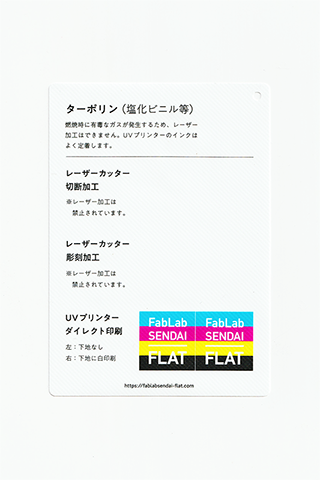 ターポリン（塩化ビニル等）
燃焼時に有毒なガスが発生するため、レーザー
加工はできません。UVプリンターのインクは
よく定着します。
レーザーカッター
切断加工
※レーザー加工は
禁止されています。
レーザーカッター
彫刻加工
※レーザー加工は
禁止されています。
UVプリンター
ダイレクト印刷
左：下地なし
右：下地に白印刷
FabLab
SENDAI
FLAT
FabLab
SENDAI
FLAT
https://fablabsendai-flat.com